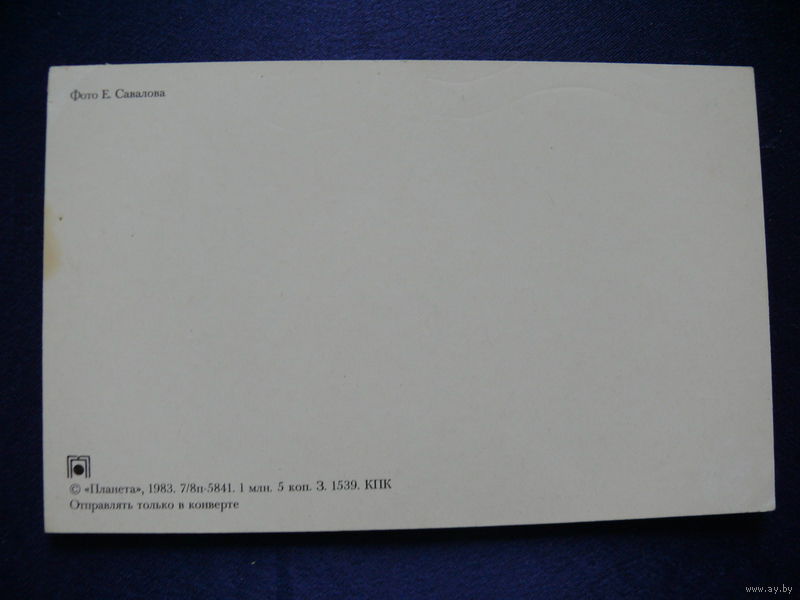 Фото Е. Савалова
© «Планета», 1983. 7/8п-5841. 1 млн. 5 коп. З. 1539. КПК
Отправлять только в конверте
www.ay.by